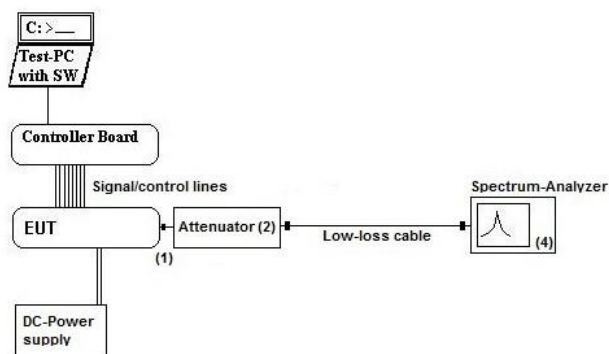 C: >__
Test-PC
with SW
Controller Board
Signal/control lines
Spectrum-Analyzer
EUT
Attenuator (2)
(1)
Low-loss cable
(4)
DC-Power
supply